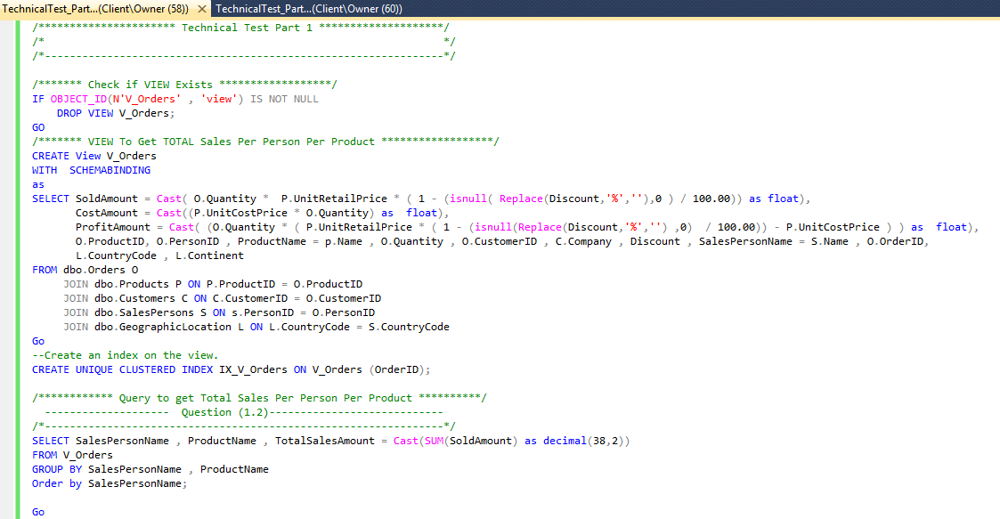 TechnicalTest_Part...(Client\Owner (58)) × TechnicalTest_Part...(Client\Owner (60))
/********************** Technical Test Part 1 ********************/
/* */
/*----------------------------------------------------------------*/
/******* Check if VIEW Exists ******************/
IF OBJECT_ID(N'V_Orders' , 'view') IS NOT NULL
DROP VIEW V_Orders;
GO
/******* VIEW To Get TOTAL Sales Per Person Per Product ******************/
CREATE View V_Orders
WITH SCHEMABINDING
as
SELECT SoldAmount = Cast( O.Quantity * P.UnitRetailPrice * ( 1 - (isnull( Replace(Discount,'%',''),0 ) / 100.00)) as float),
CostAmount = Cast((P.UnitCostPrice * O.Quantity) as float),
ProfitAmount = Cast( (O.Quantity * ( P.UnitRetailPrice * ( 1 - (isnull(Replace(Discount,'%','') ,0) / 100.00)) - P.UnitCostPrice ) ) as float),
O.ProductID, O.PersonID , ProductName = p.Name , O.Quantity , O.CustomerID , C.Company , Discount , SalesPersonName = S.Name , O.OrderID,
L.CountryCode , L.Continent
FROM dbo.Orders O
JOIN dbo.Products P ON P.ProductID = O.ProductID
JOIN dbo.Customers C ON C.CustomerID = O.CustomerID
JOIN dbo.SalesPersons S ON s.PersonID = O.PersonID
JOIN dbo.GeographicLocation L ON L.CountryCode = S.CountryCode
Go
--Create an index on the view.
CREATE UNIQUE CLUSTERED INDEX IX_V_Orders ON V_Orders (OrderID);
/************ Query to get Total Sales Per Person Per Product **********/
-------------------- Question (1.2)----------------------------
/*----------------------------------------------------------------*/
SELECT SalesPersonName , ProductName , TotalSalesAmount = Cast(SUM(SoldAmount) as decimal(38,2))
FROM V_Orders
GROUP BY SalesPersonName , ProductName
Order by SalesPersonName;
Go